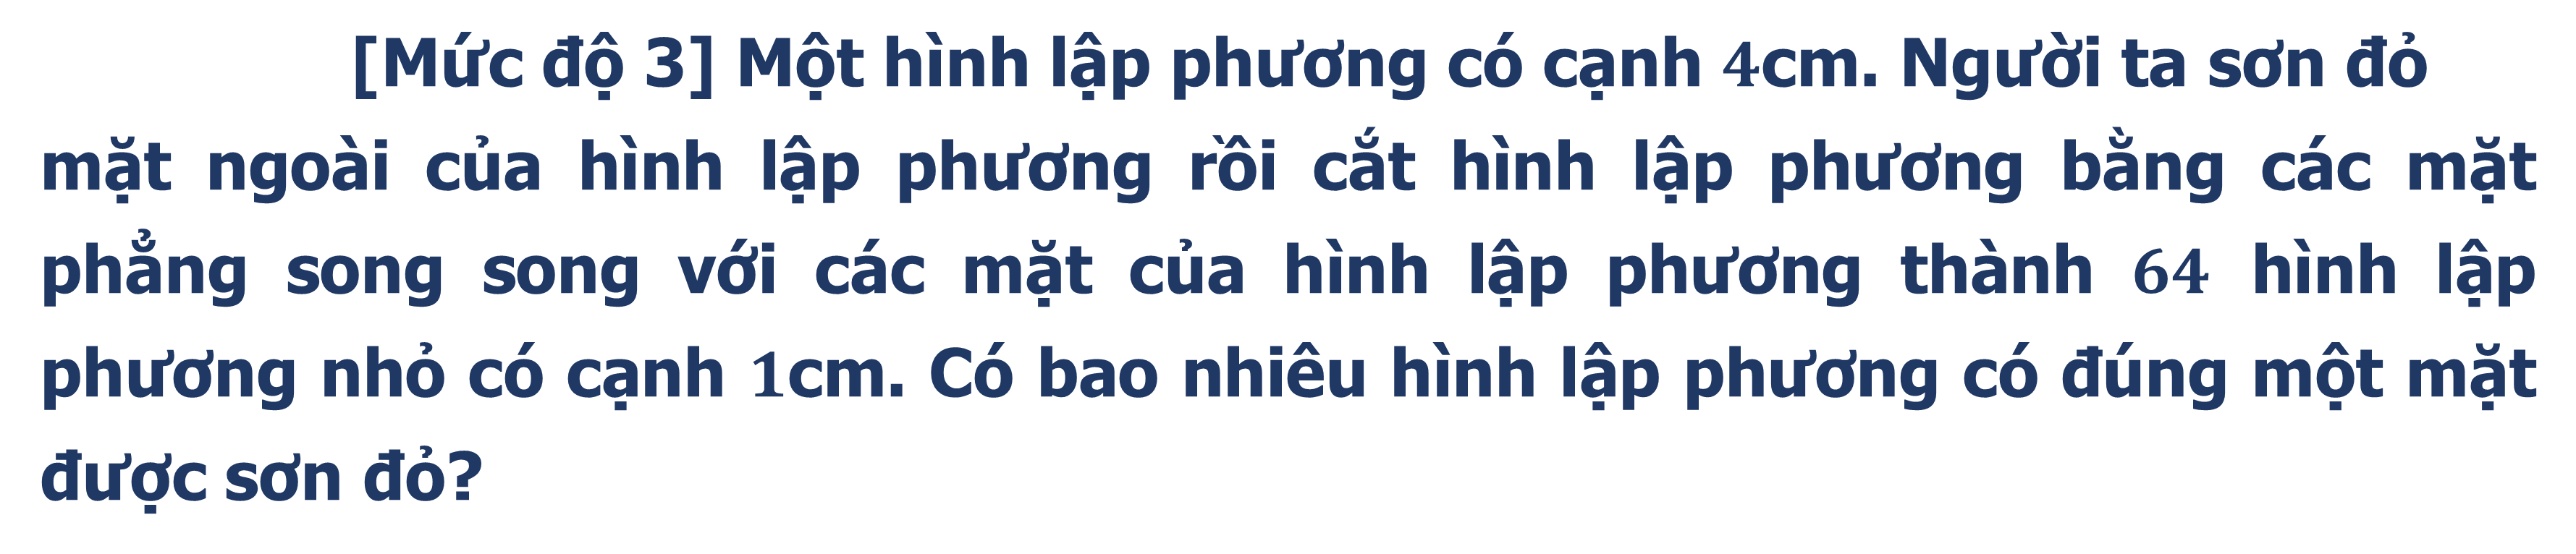 [Mức độ 3] Một hình lập phương có cạnh 4cm. Người ta sơn đỏ
mặt ngoài của hình lập phương rồi cắt hình lập phương bằng các mặt
phẳng song song với các mặt của hình lập phương thành 64 hình lập
phương nhỏ có cạnh 1cm. Có bao nhiêu hình lập phương có đúng một mặt
được sơn đỏ?